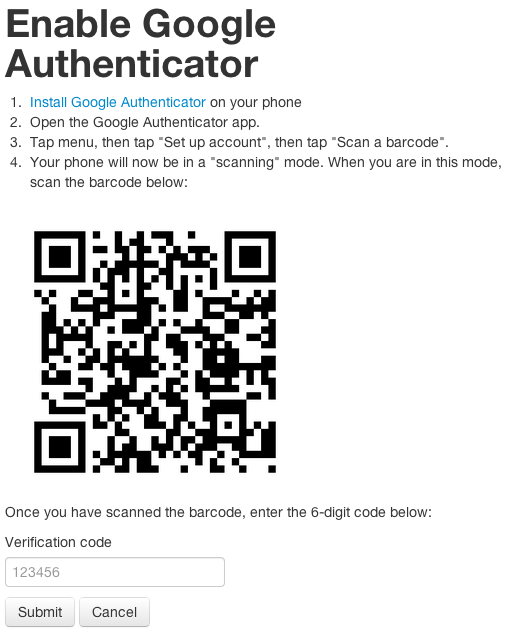 Enable Google
Authenticator
1. Install Google Authenticator on your phone
2. Open the Google Authenticator app.
3. Tap menu, then tap "Set up account", then tap "Scan a barcode".
4. Your phone will now be in a "scanning" mode. When you are in this mode,
scan the barcode below:
Once you have scanned the barcode, enter the 6-digit code below:
Verification code
123456
Submit Cancel